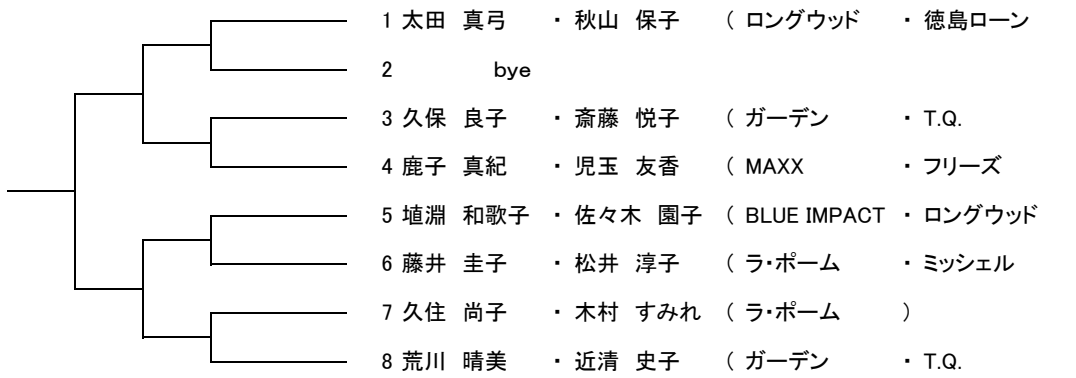 1 太田 真弓 ・ 秋山 保子 ( ロングウッド ・ 徳島ローン
2 bye
3 久保 良子 ・ 斎藤 悦子 ( ガーデン ・ T.Q.
4 鹿子 真紀 ・ 児玉 友香 ( MAXX ・ フリーズ
5 埴淵 和歌子 ・ 佐々木 園子 ( BLUE IMPACT ・ ロングウッド
6 藤井 圭子 ・ 松井 淳子 ( ラ・ポーム ・ ミッシェル
7 久住 尚子 ・ 木村 すみれ ( ラ・ポーム )
8 荒川 晴美 ・ 近清 史子 ( ガーデン ・ T.Q.